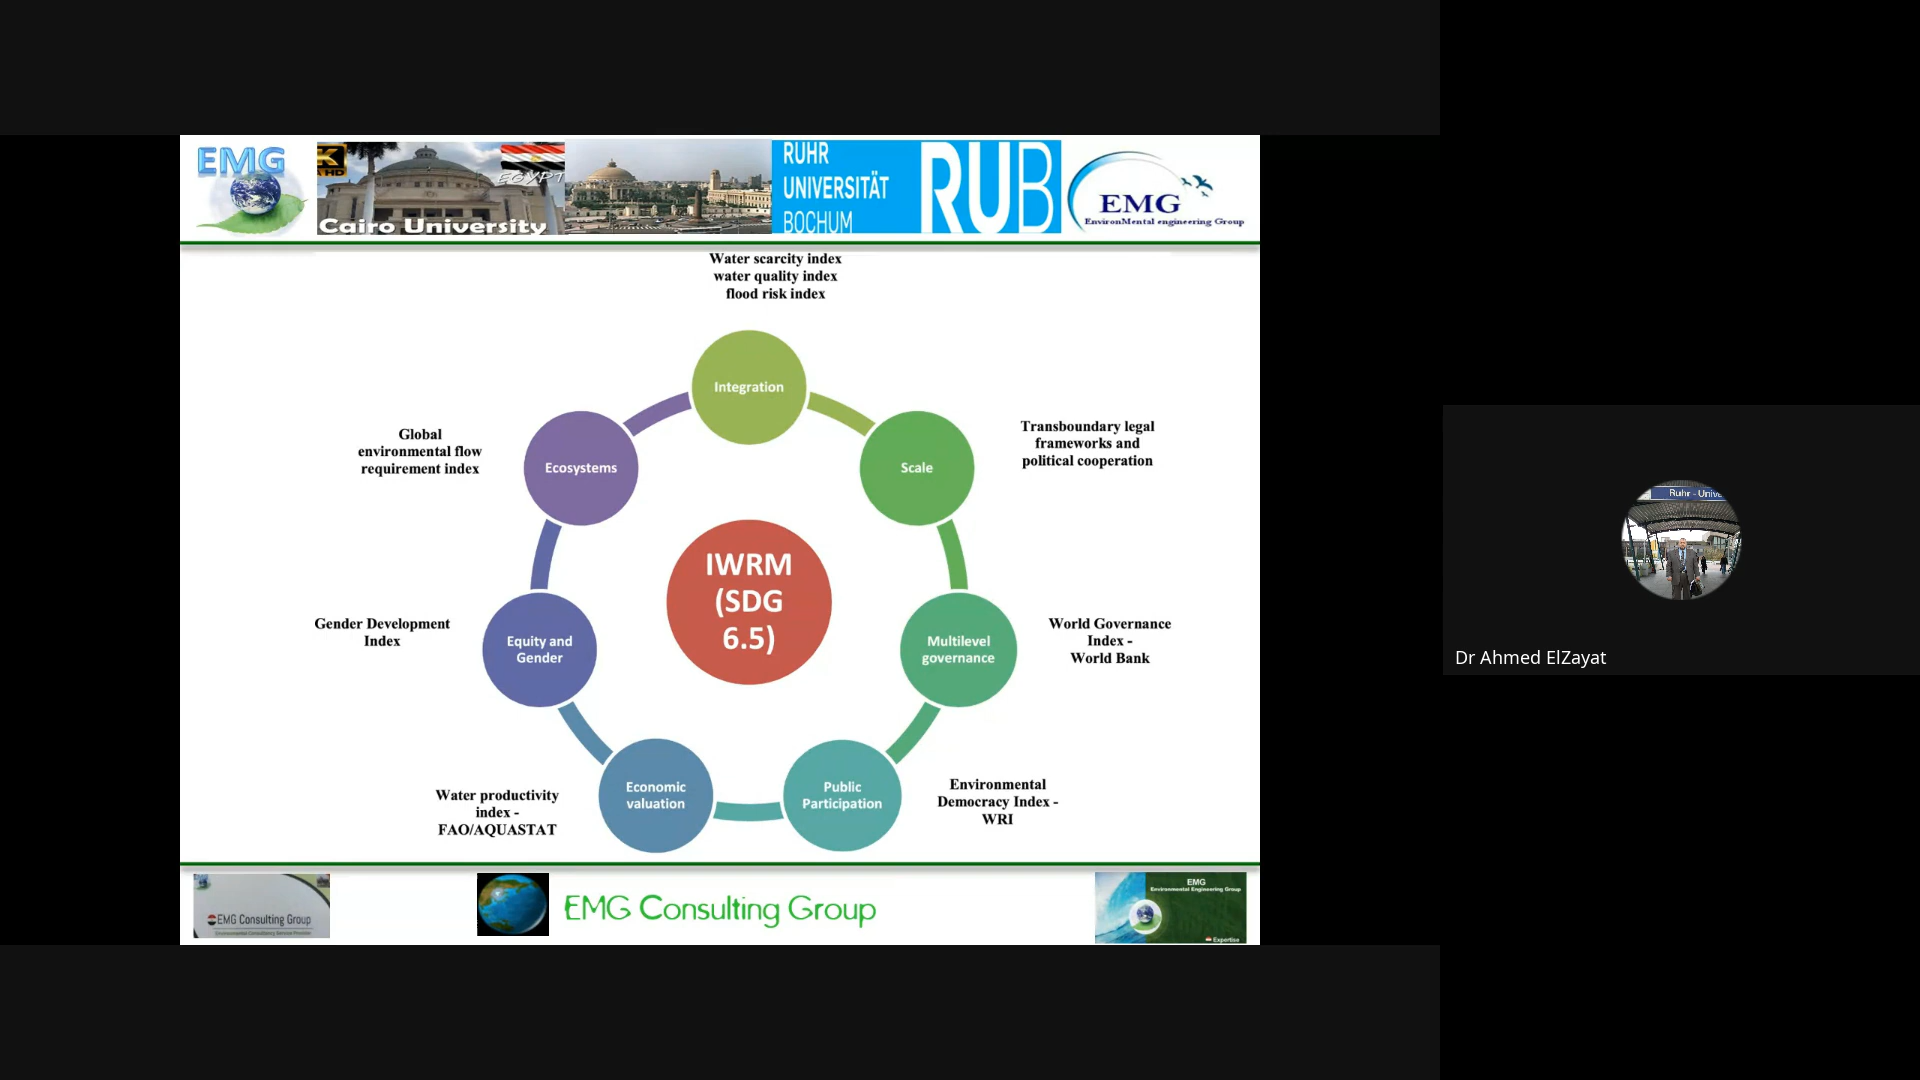 EMG
K
HD
EGYPT
Cairo University
RUHR
UNIVERSITÄT
BOCHUM
RUB
EMG
EnvironMental engineering Group
Water scarcity index
water quality index
flood risk index
Integration
Global
environmental flow
requirement index
Ecosystems
Scale
Transboundary legal
frameworks and
political cooperation
IWRM
(SDG
6.5)
Gender Development
Index
Equity and
Gender
Multilevel
governance
World Governance
Index -
World Bank
Water productivity
index -
FAO/AQUASTAT
Economic
valuation
Public
Participation
Environmental
Democracy Index -
WRI
EMG Consulting Group
EMG Consulting Group
EMG
Environmental Engineering Group
Expertise
Ruhr - Unive
Dr Ahmed ElZayat